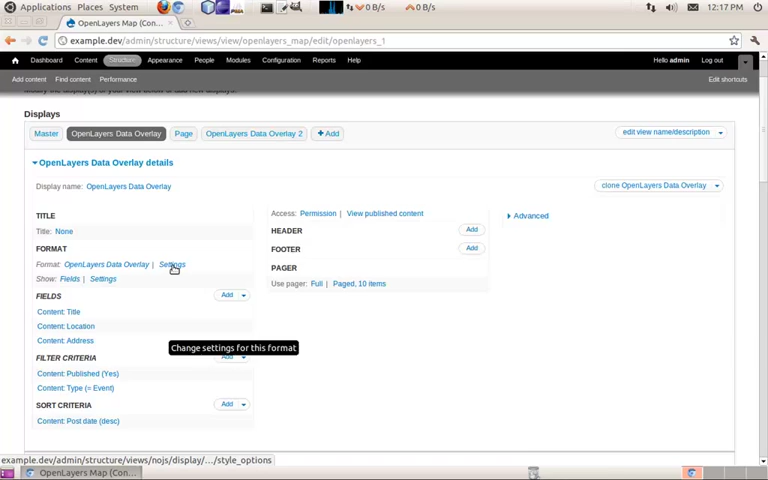 Applications Places System
0 B/s 0 B/s
12:17 PM
OpenLayers Map (Con...
example.dev/admin/structure/views/view/openlayers_map/edit/openlayers_1
Dashboard Content Structure Appearance People Modules Configuration Reports Help
Hello admin Log out
Add content Find content Performance
Edit shortcuts
Displays
Master OpenLayers Data Overlay Page OpenLayers Data Overlay 2 Add
edit view name/description
OpenLayers Data Overlay details
Display name: OpenLayers Data Overlay
clone OpenLayers Data Overlay
TITLE
Title: None
FORMAT
Format: OpenLayers Data Overlay | Settings
Show: Fields | Settings
FIELDS
Add
Content: Title
Content: Location
Content: Address
Change settings for this format
FILTER CRITERIA
Add
Content: Published (Yes)
Content: Type (= Event)
SORT CRITERIA
Add
Content: Post date (desc)
Access: Permission | View published content
HEADER
Add
FOOTER
Add
PAGER
Use pager: Full | Paged, 10 items
Advanced
example.dev/admin/structure/views/nojs/display/.../style_options
OpenLayers Map (Con...